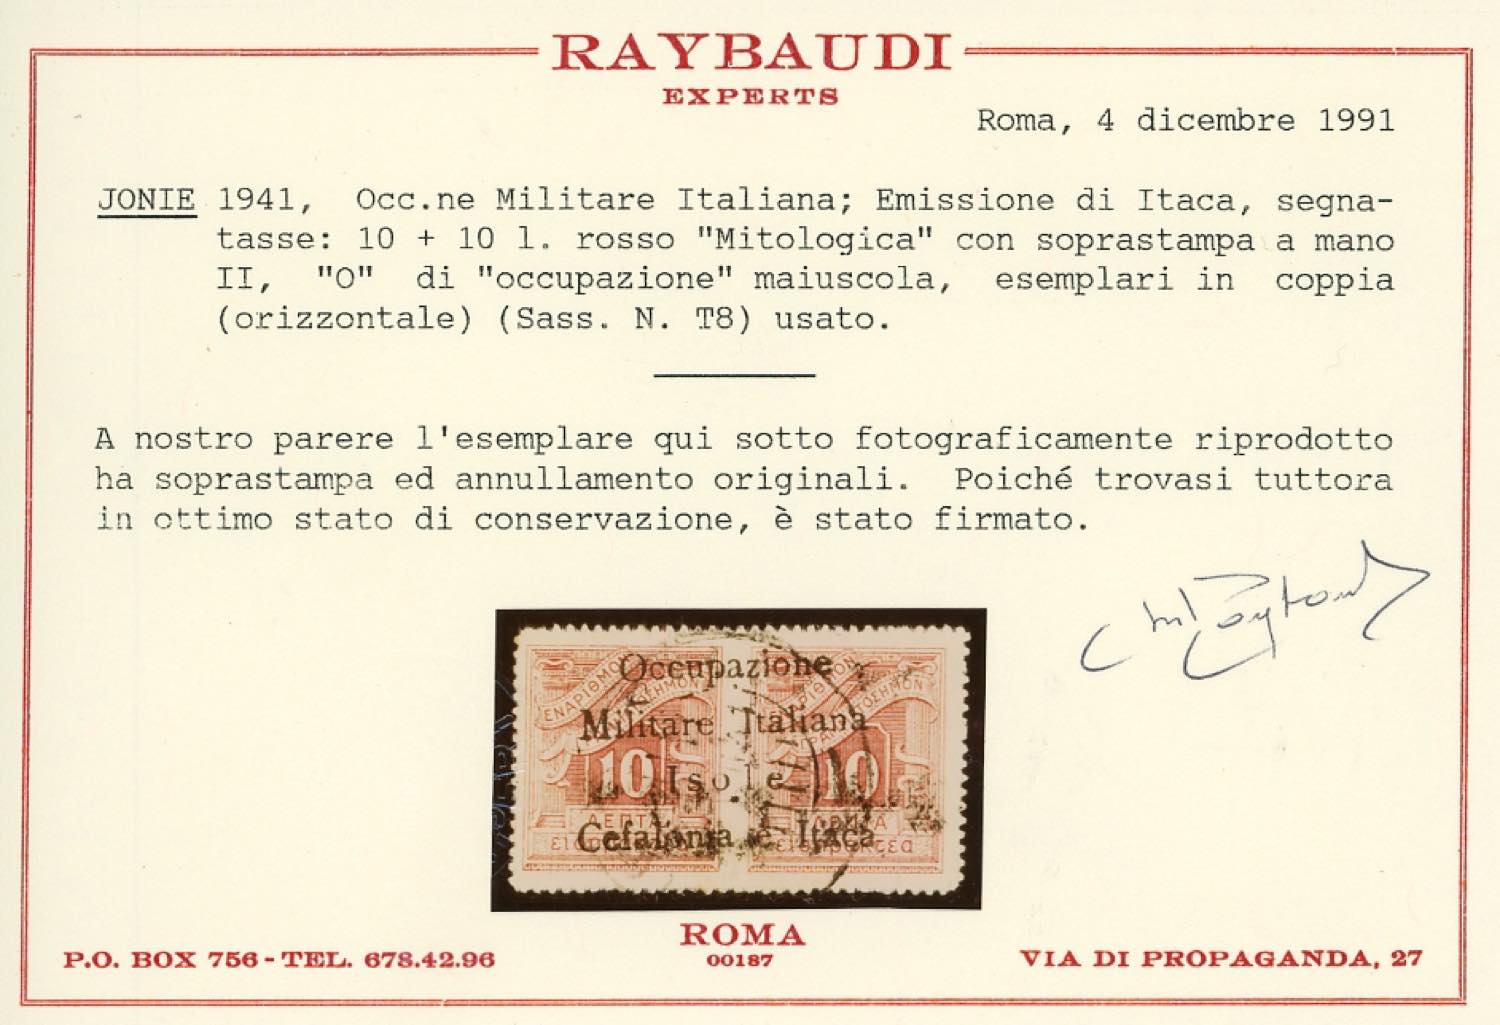 RAYBAUDI
EXPERTS
Roma, 4 dicembre 1991
JONIE 1941, Occ.ne Militare Italiana; Emissione di Itaca, segna-
tasse: 10 + 10 l. rosso "Mitologica" con soprastampa a mano
II, "O" di "occupazione" maiuscola, esemplari in coppia
(orizzontale) (Sass. N. T8) usato.
A nostro parere l'esemplare qui sotto fotograficamente riprodotto
ha soprastampa ed annullamento originali. Poiché trovasi tuttora
in ottimo stato di conservazione, è stato firmato.
Occupazione
Militare Italiana
Isole
Cefalonia e Itaca
ΕΝΑΡΙΘΜΟΝ
10
ΛΕΠΤΑ
10
ROMA
00187
P.O. BOX 756 - TEL. 678.42.96
VIA DI PROPAGANDA, 27